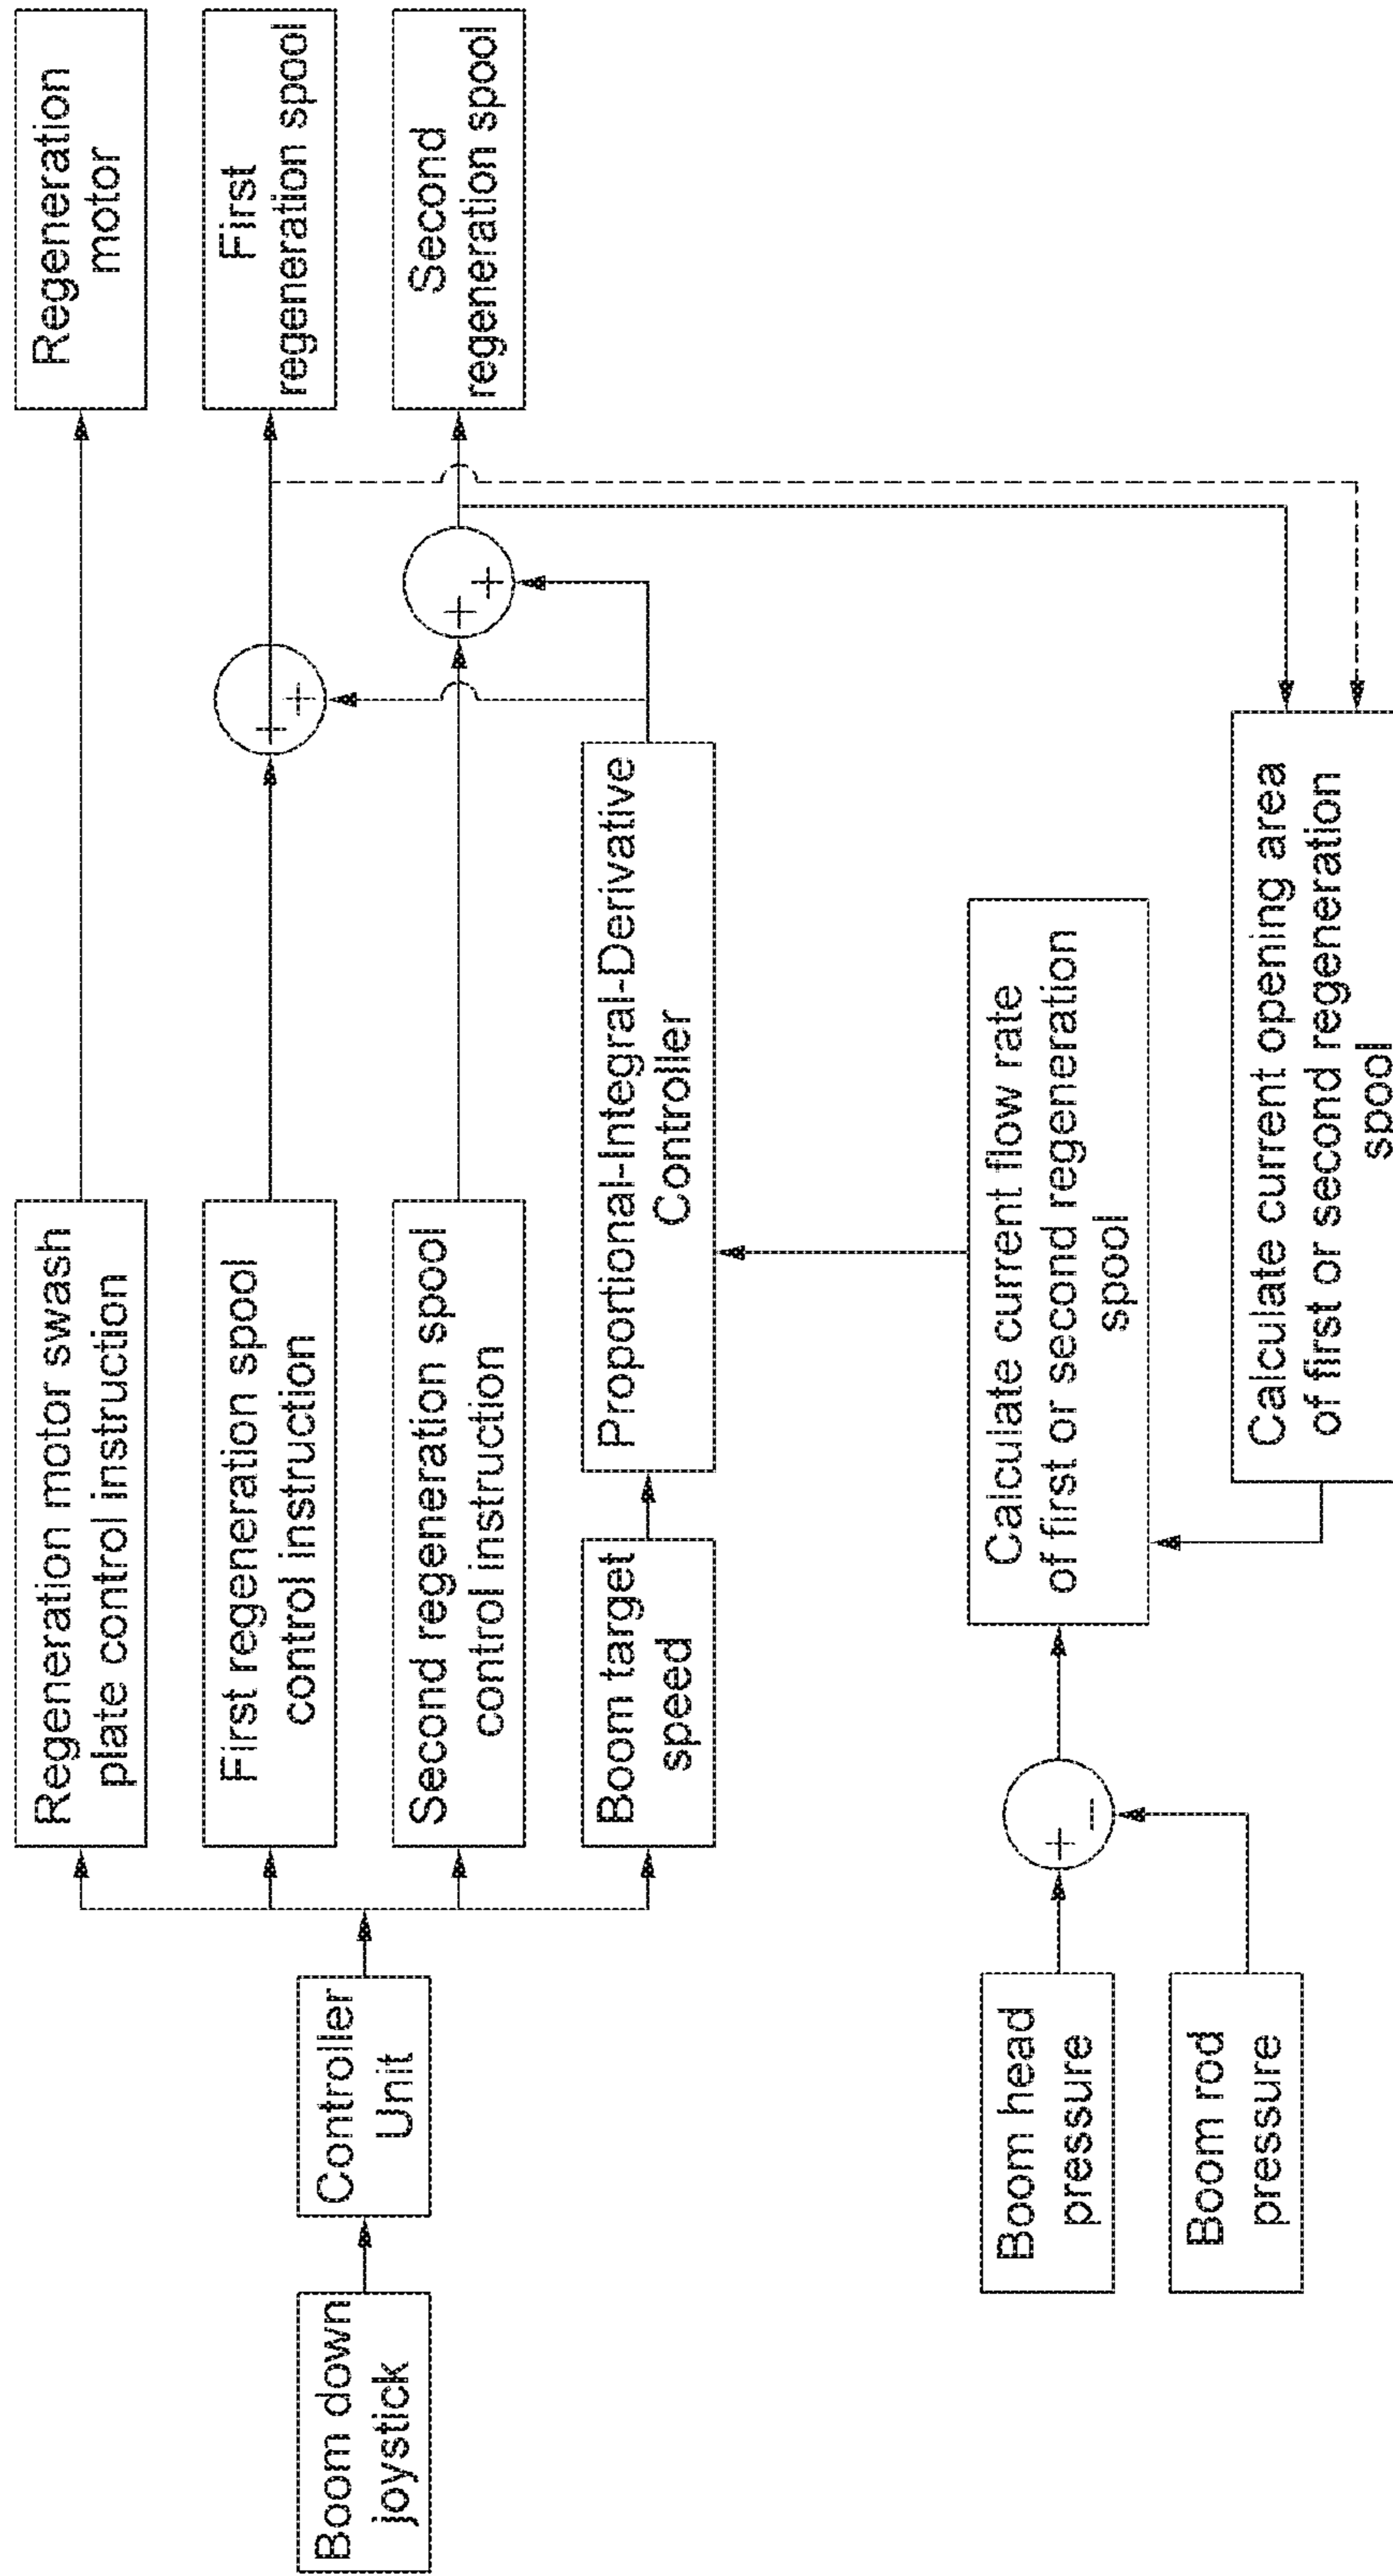 Boom down
joystick
Controller
Unit
Regeneration motor swash
plate control instruction
First regeneration spool
control instruction
Second regeneration spool
control instruction
Boom target
speed
Proportional-Integral-Derivative
Controller
+
+
+
+
Regeneration
motor
First
regeneration spool
Second
regeneration spool
Boom head
pressure
Boom rod
pressure
+
−
Calculate current flow rate
of first or second regeneration
spool
Calculate current opening area
of first or second regeneration
spool